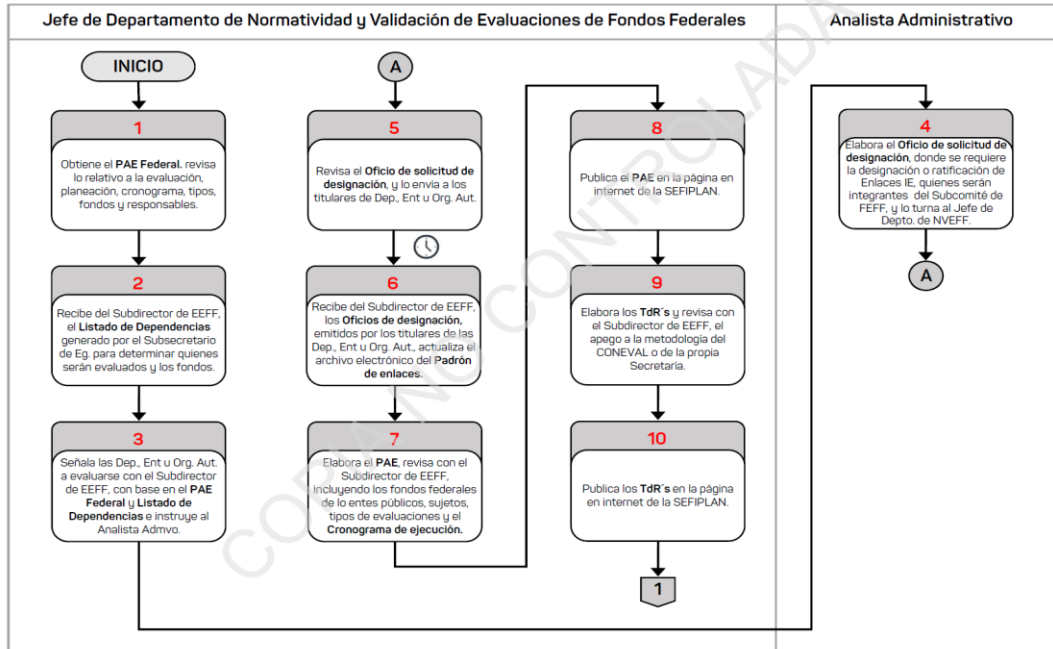 Jefe de Departamento de Normatividad y Validación de Evaluaciones de Fondos Federales
Analista Administrativo
INICIO
1
Obtiene el PAE Federal. revisa
lo relativo a la evaluación,
planeación, cronograma, tipos,
fondos y responsables.
2
Recibe del Subdirector de EEFF,
el Listado de Dependencias
generado por el Subsecretario
de Eg. para determinar quienes
serán evaluados y los fondos.
3
Señala las Dep., Ent u Org. Aut.
a evaluarse con el Subdirector
de EEFF, con base en el PAE
Federal y Listado de
Dependencias e instruye al
Analista Admvo.
A
5
Revisa el Oficio de solicitud de
designación, y lo envía a los
titulares de Dep., Ent u Org. Aut.
6
Recibe del Subdirector de EEFF,
los Oficios de designación,
emitidos por los titulares de las
Dep., Ent u Org. Aut., actualiza el
archivo electrónico del Padrón
de enlaces.
7
Elabora el PAE, revisa con el
Subdirector de EEFF,
incluyendo los fondos federales
de lo entes públicos, sujetos,
tipos de evaluaciones y el
Cronograma de ejecución.
8
Publica el PAE en la página en
internet de la SEFIPLAN.
9
Elabora los TdR´s y revisa con
el Subdirector de EEFF, el
apego a la metodología del
CONEVAL o de la propia
Secretaría.
10
Publica los TdR´s en la página
en internet de la SEFIPLAN.
1
4
Elabora el Oficio de solicitud de
designación, donde se requiere
la designación o ratificación de
Enlaces IE, quienes serán
integrantes del Subcomité de
FEFF, y lo turna al Jefe de
Depto. de NVEFF.
A
COPIA NO CONTROLADA